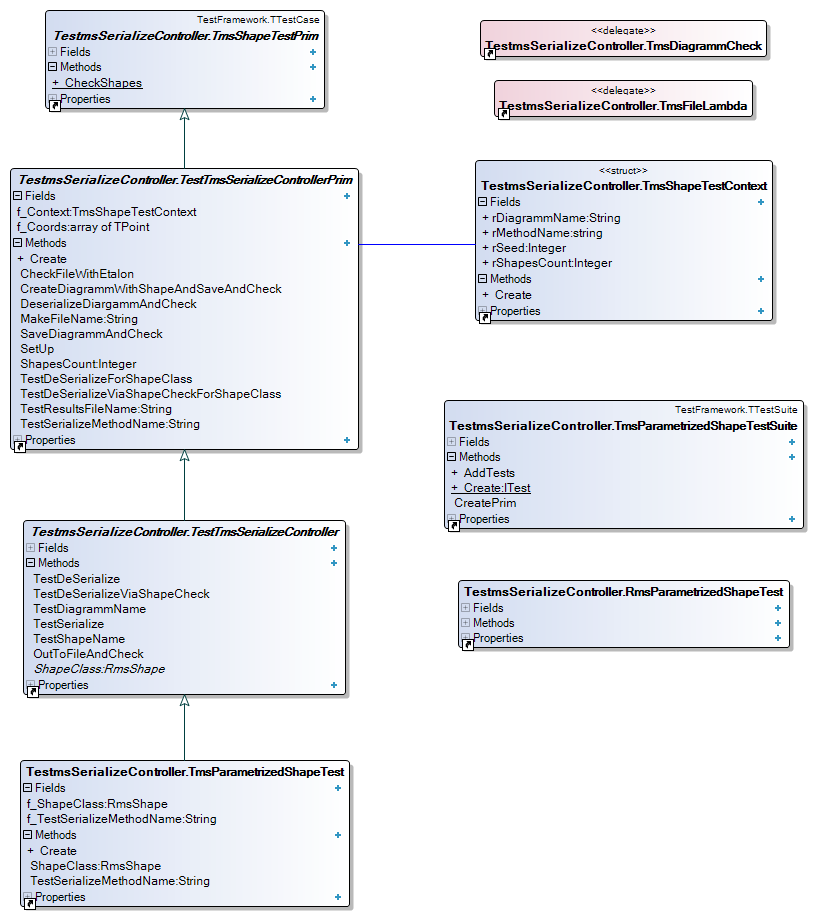 TestFramework.TTestCase
TestmsSerializeController.TmsShapeTestPrim
Fields
Methods
+ CheckShapes
Properties
<<delegate>>
TestmsSerializeController.TmsDiagrammCheck
<<delegate>>
TestmsSerializeController.TmsFileLambda
TestmsSerializeController.TestTmsSerializeControllerPrim
Fields
f_Context:TmsShapeTestContext
f_Coords:array of TPoint
Methods
+ Create
CheckFileWithEtalon
CreateDiagrammWithShapeAndSaveAndCheck
DeserializeDiargammAndCheck
MakeFileName:String
SaveDiagrammAndCheck
SetUp
ShapesCount:Integer
TestDeSerializeForShapeClass
TestDeSerializeViaShapeCheckForShapeClass
TestResultsFileName:String
TestSerializeMethodName:String
Properties
<<struct>>
TestmsSerializeController.TmsShapeTestContext
Fields
+ rDiagrammName:String
+ rMethodName:string
+ rSeed:Integer
+ rShapesCount:Integer
Methods
+ Create
Properties
TestFramework.TTestSuite
TestmsSerializeController.TmsParametrizedShapeTestSuite
Fields
Methods
+ AddTests
+ Create:ITest
CreatePrim
Properties
TestmsSerializeController.TestTmsSerializeController
Fields
Methods
TestDeSerialize
TestDeSerializeViaShapeCheck
TestDiagrammName
TestSerialize
TestShapeName
OutToFileAndCheck
ShapeClass:RmsShape
Properties
TestmsSerializeController.RmsParametrizedShapeTest
Fields
Methods
Properties
TestmsSerializeController.TmsParametrizedShapeTest
Fields
f_ShapeClass:RmsShape
f_TestSerializeMethodName:String
Methods
+ Create
ShapeClass:RmsShape
TestSerializeMethodName:String
Properties